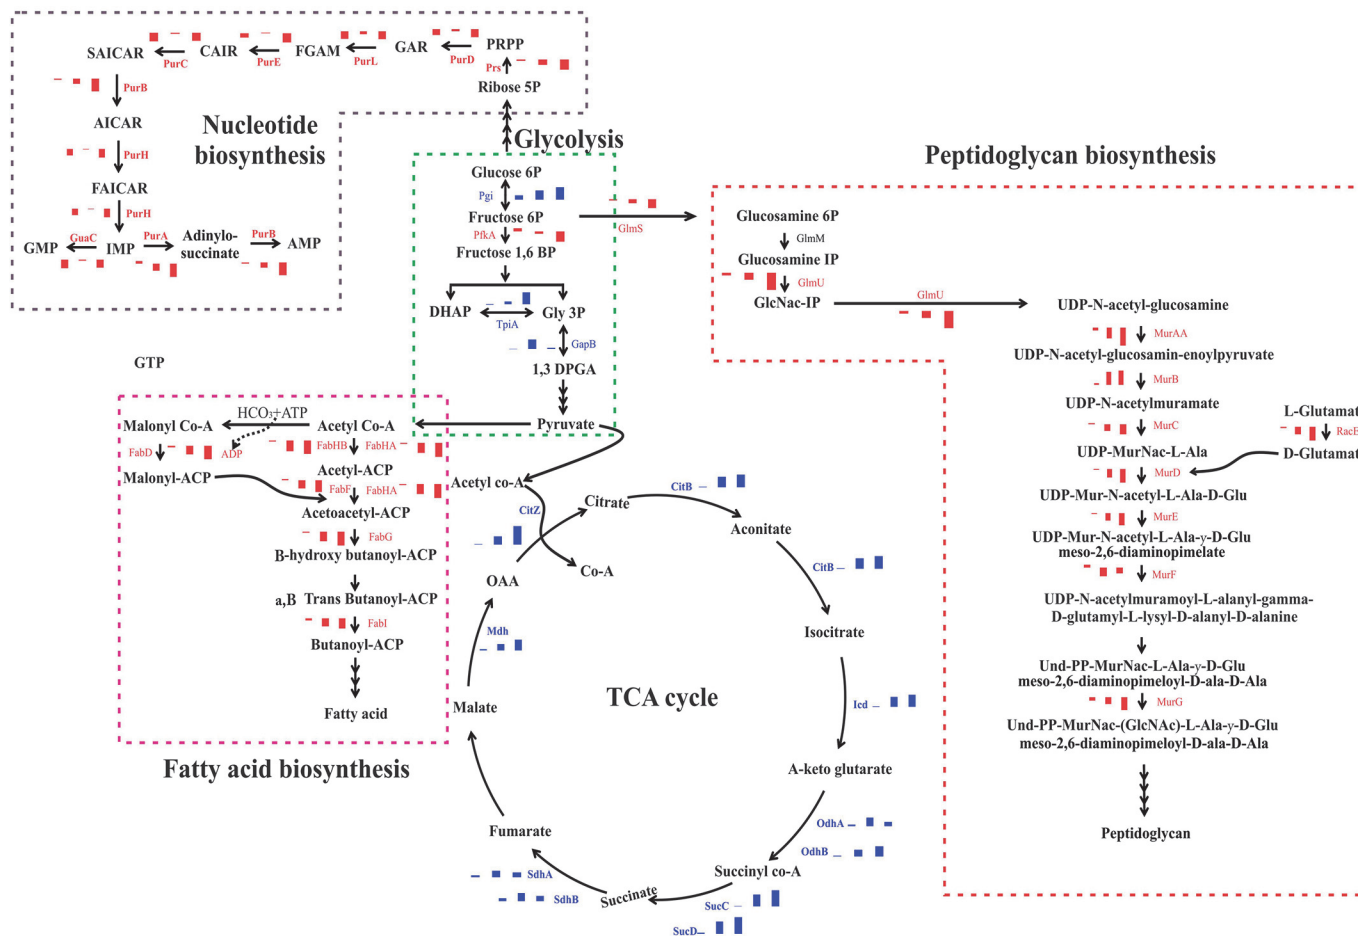 SAICAR
PurC
CAIR
PurE
FGAM
PurL
GAR
PurD
PRPP
Prs
Ribose 5P
PurB
AICAR
Nucleotide
biosynthesis
PurH
FAICAR
PurH
GMP
GuaC
IMP
PurA
Adinylo-
succinate
PurB
AMP
Glycolysis
Glucose 6P
Pgi
Fructose 6P
PfkA
Fructose 1,6 BP
DHAP
TpiA
Gly 3P
GapB
1,3 DPGA
Pyruvate
GlmS
Peptidoglycan biosynthesis
Glucosamine 6P
GlmM
Glucosamine IP
GlmU
GlcNac-IP
GlmU
UDP-N-acetyl-glucosamine
MurAA
UDP-N-acetyl-glucosamin-enoylpyruvate
MurB
UDP-N-acetylmuramate
MurC
L-Glutamat
RacE
D-Glutamat
UDP-MurNac-L-Ala
MurD
UDP-Mur-N-acetyl-L-Ala-D-Glu
MurE
UDP-Mur-N-acetyl-L-Ala-γ-D-Glu
meso-2,6-diaminopimelate
MurF
UDP-N-acetylmuramoyl-L-alanyl-gamma-
D-glutamyl-L-lysyl-D-alanyl-D-alanine
Und-PP-MurNac-L-Ala-γ-D-Glu
meso-2,6-diaminopimeloyl-D-ala-D-Ala
MurG
Und-PP-MurNac-(GlcNAc)-L-Ala-γ-D-Glu
meso-2,6-diaminopimeloyl-D-ala-D-Ala
Peptidoglycan
GTP
Malonyl Co-A
HCO3+ATP
Acetyl Co-A
FabD
ADP
FabHB
FabHA
Malonyl-ACP
Acetyl-ACP
FabF
FabHA
Acetoacetyl-ACP
FabG
B-hydroxy butanoyl-ACP
a,B Trans Butanoyl-ACP
FabI
Butanoyl-ACP
Fatty acid
Fatty acid biosynthesis
Acetyl co-A
CitZ
Citrate
CitB
Aconitate
CitB
Co-A
OAA
Isocitrate
Mdh
Icd
TCA cycle
Malate
A-keto glutarate
OdhA
OdhB
Fumarate
Succinyl co-A
SdhA
SdhB
Succinate
SucC
SucD